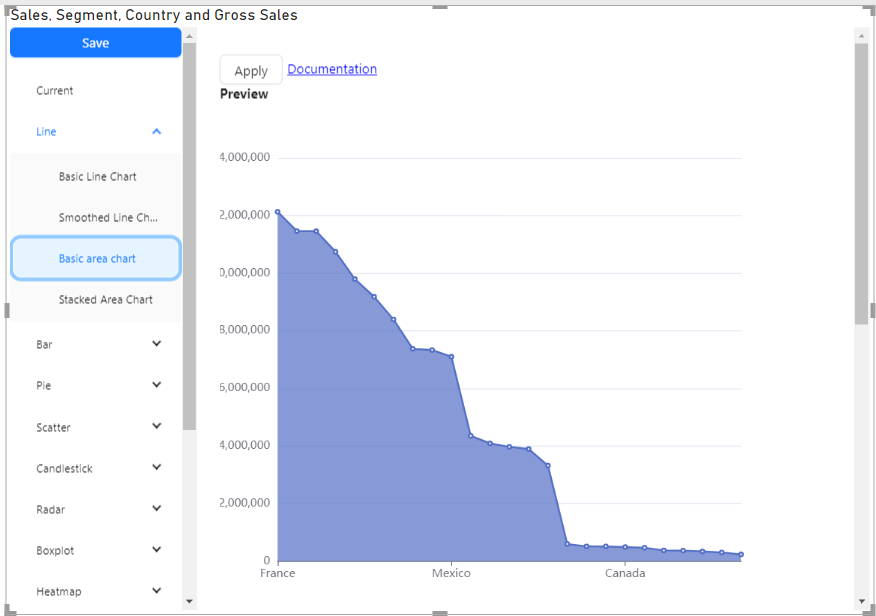 Sales, Segment, Country and Gross Sales
Save
Current
Line
Basic Line Chart
Smoothed Line Ch...
Basic area chart
Stacked Area Chart
Bar
Pie
Scatter
Candlestick
Radar
Boxplot
Heatmap
Apply
Documentation
Preview
4,000,000
2,000,000
0,000,000
8,000,000
6,000,000
4,000,000
2,000,000
0
France
Mexico
Canada